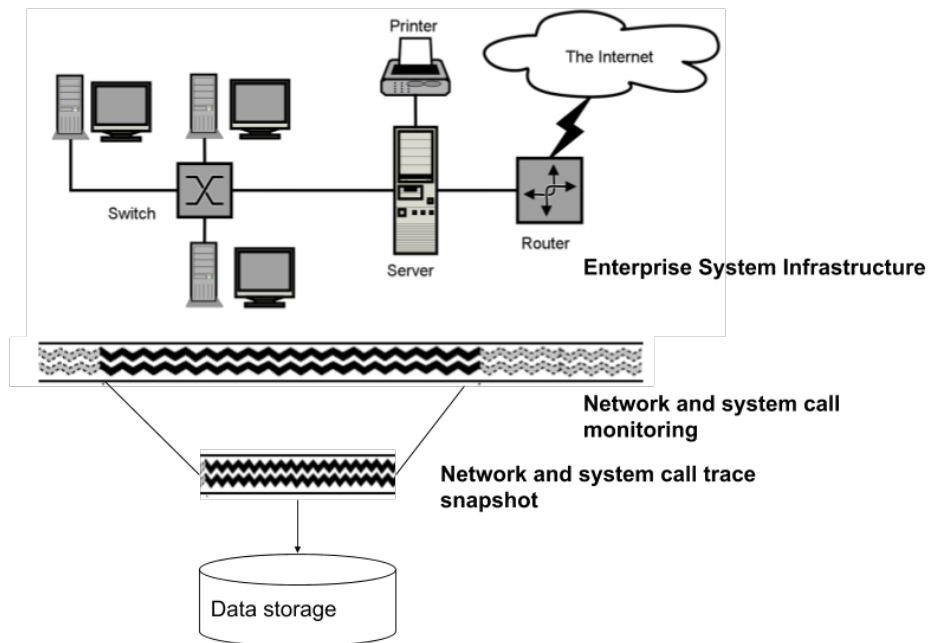 Printer
The Internet
Switch
Server
Router
Enterprise System Infrastructure
Network and system call
monitoring
Network and system call trace
snapshot
Data storage